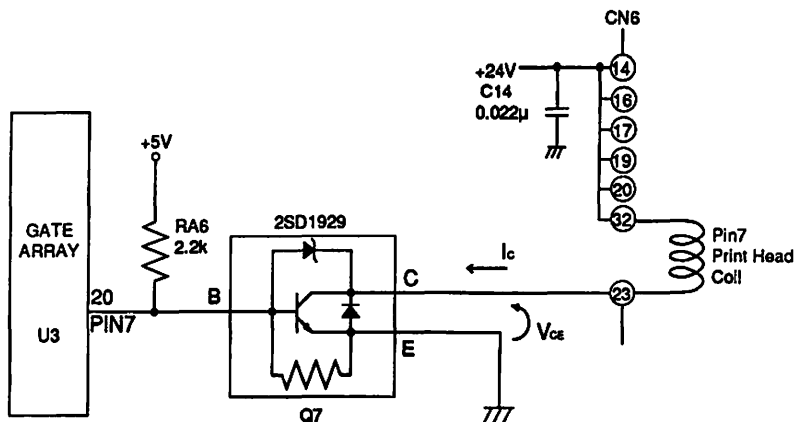 CN6
+24V
14
C14
0.022μ
16
17
19
20
32
+5V
GATE
ARRAY
U3
RA6
2.2k
2SD1929
Pin7
Print Head
Coil
Ic
20
PIN7
B
C
23
E
VCE
Q7